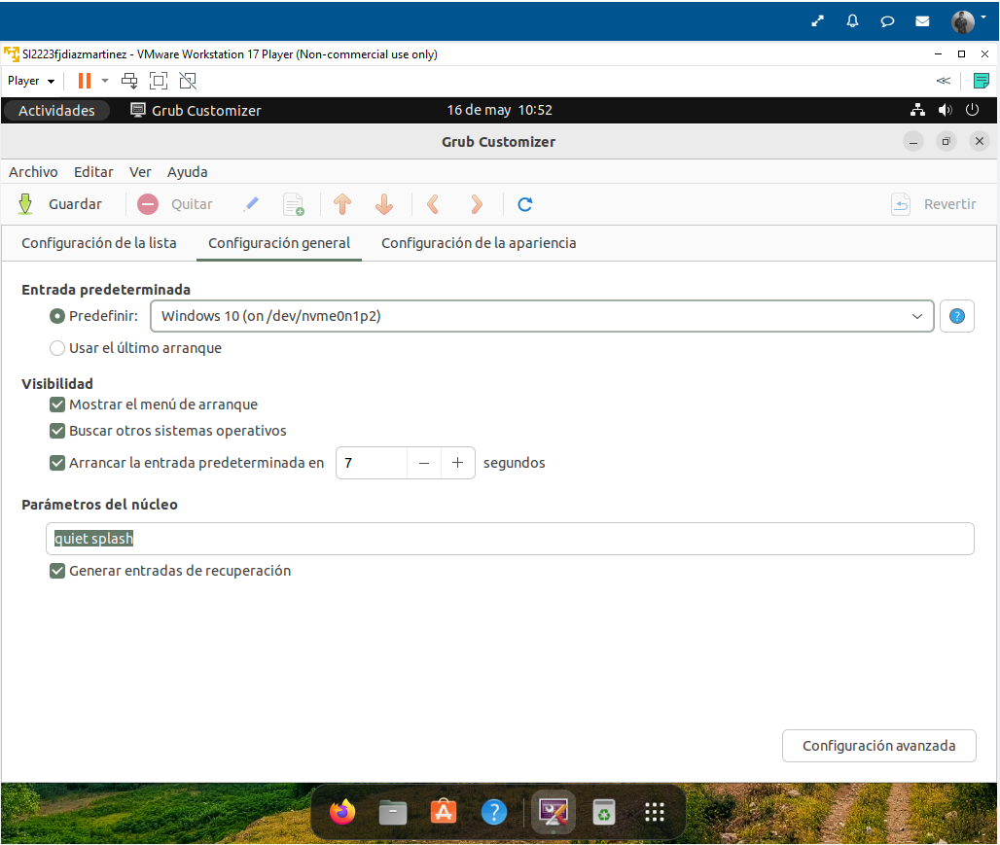 SI2223fjdiazmartinez - VMware Workstation 17 Player (Non-commercial use only)
Player
Actividades Grub Customizer 16 de may 10:52
Grub Customizer
Archivo Editar Ver Ayuda
Guardar Quitar Revertir
Configuración de la lista Configuración general Configuración de la apariencia
Entrada predeterminada
Predefinir: Windows 10 (on /dev/nvme0n1p2)
Usar el último arranque
Visibilidad
Mostrar el menú de arranque
Buscar otros sistemas operativos
Arrancar la entrada predeterminada en 7 segundos
Parámetros del núcleo
quiet splash
Generar entradas de recuperación
Configuración avanzada